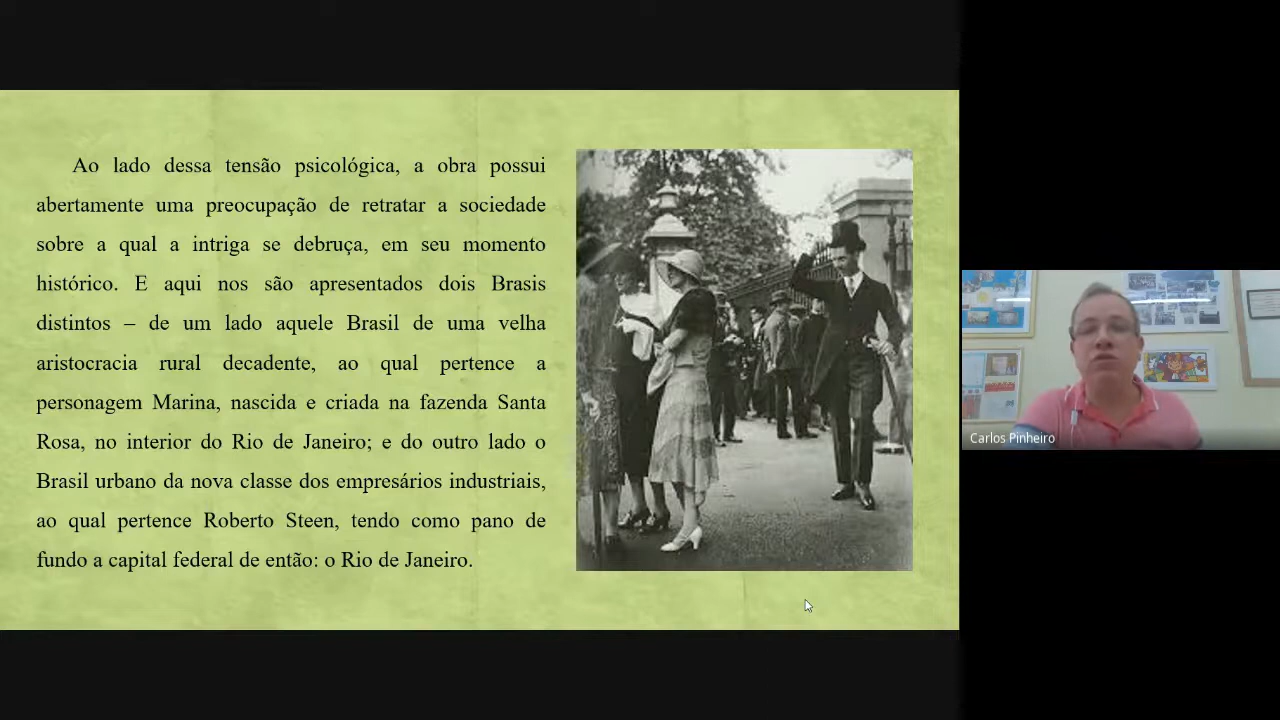 Ao lado dessa tensão psicológica, a obra possui
abertamente uma preocupação de retratar a sociedade
sobre a qual a intriga se debruça, em seu momento
histórico. E aqui nos são apresentados dois Brasis
distintos – de um lado aquele Brasil de uma velha
aristocracia rural decadente, ao qual pertence a
personagem Marina, nascida e criada na fazenda Santa
Rosa, no interior do Rio de Janeiro; e do outro lado o
Brasil urbano da nova classe dos empresários industriais,
ao qual pertence Roberto Steen, tendo como pano de
fundo a capital federal de então: o Rio de Janeiro.
Carlos Pinheiro